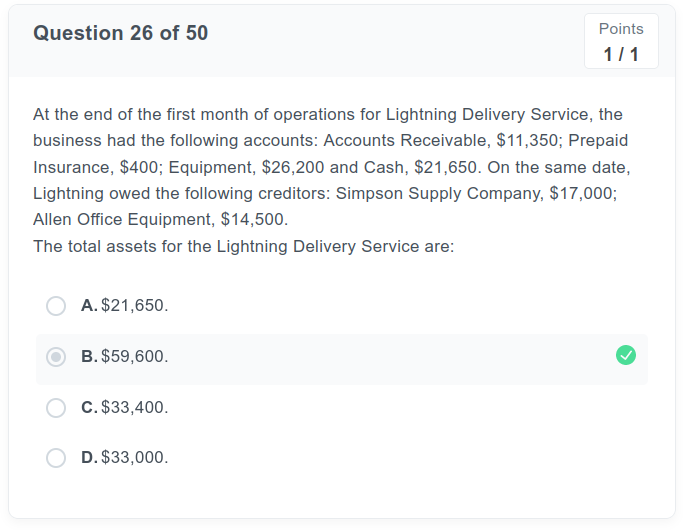 Question 26 of 50
Points
1 / 1
At the end of the first month of operations for Lightning Delivery Service, the
business had the following accounts: Accounts Receivable, $11,350; Prepaid
Insurance, $400; Equipment, $26,200 and Cash, $21,650. On the same date,
Lightning owed the following creditors: Simpson Supply Company, $17,000;
Allen Office Equipment, $14,500.
The total assets for the Lightning Delivery Service are:
A. $21,650.
B. $59,600.
C. $33,400.
D. $33,000.